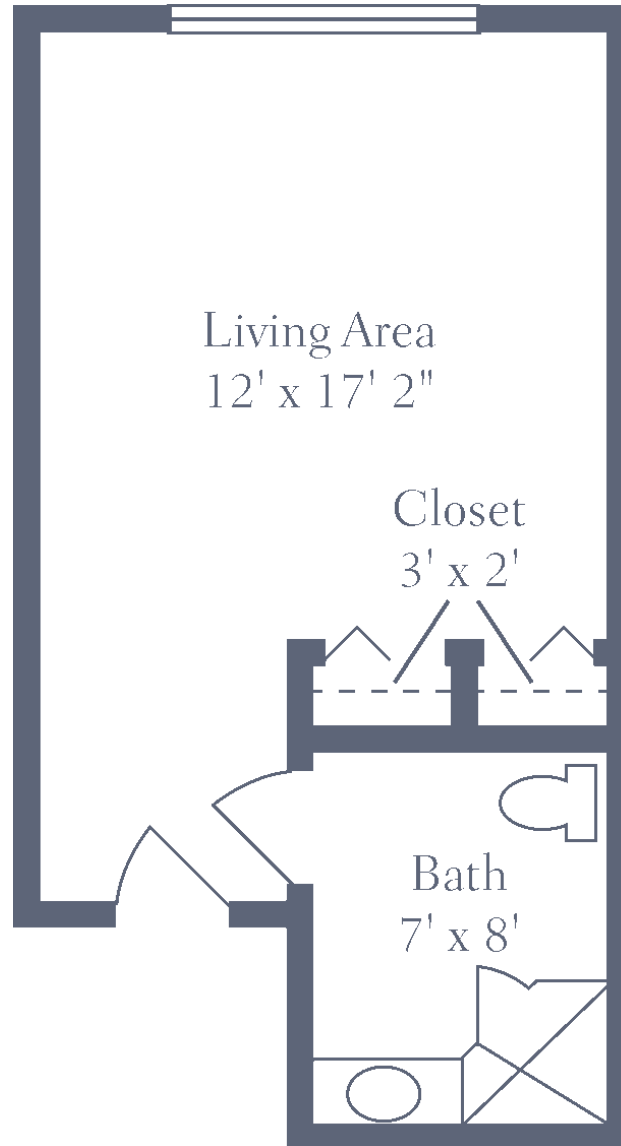 Living Area
12' x 17' 2"
Closet
3' x 2'
Bath
7' x 8'